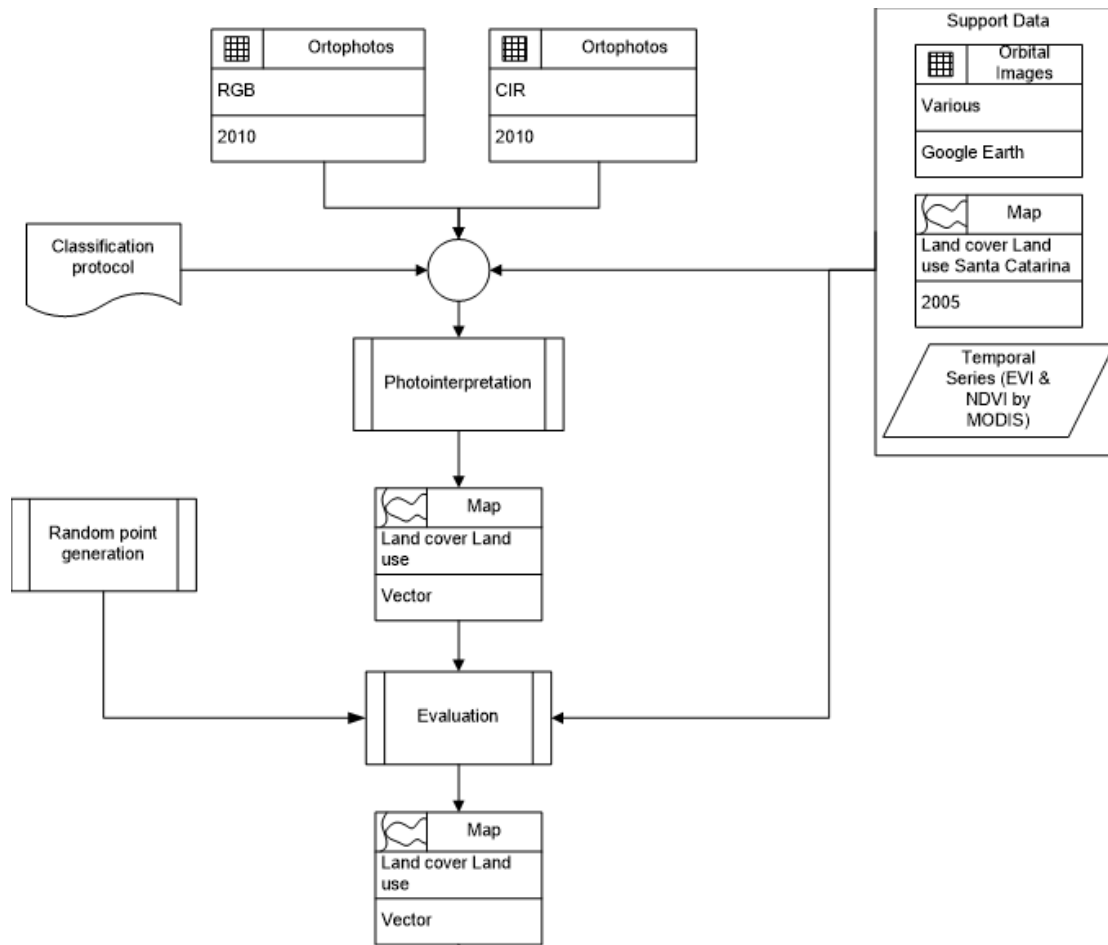 Ortophotos
RGB
2010
Ortophotos
CIR
2010
Support Data
Orbital
Images
Various
Google Earth
Map
Land cover Land
use Santa Catarina
2005
Temporal
Series (EVI &
NDVI by
MODIS)
Classification
protocol
Photointerpretation
Map
Land cover Land
use
Vector
Random point
generation
Evaluation
Map
Land cover Land
use
Vector